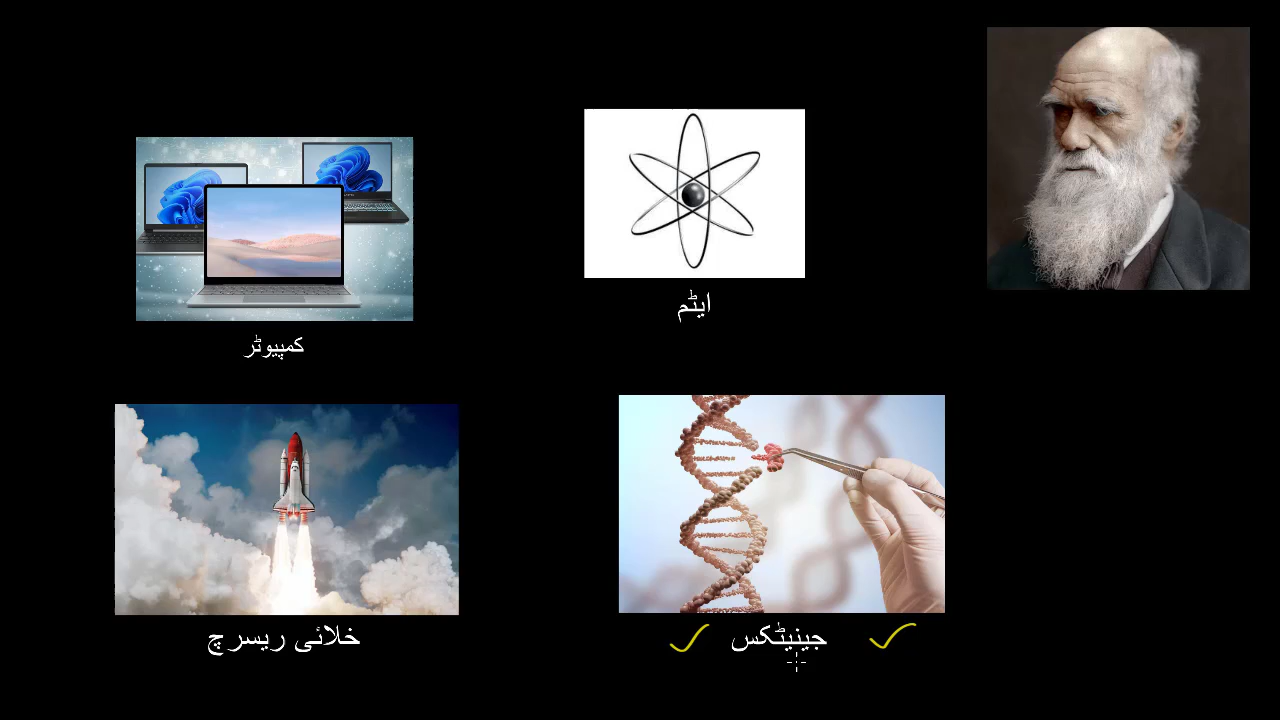 ایٹم
کمپیوٹر
جینیٹکس
خلائی ریسرچ